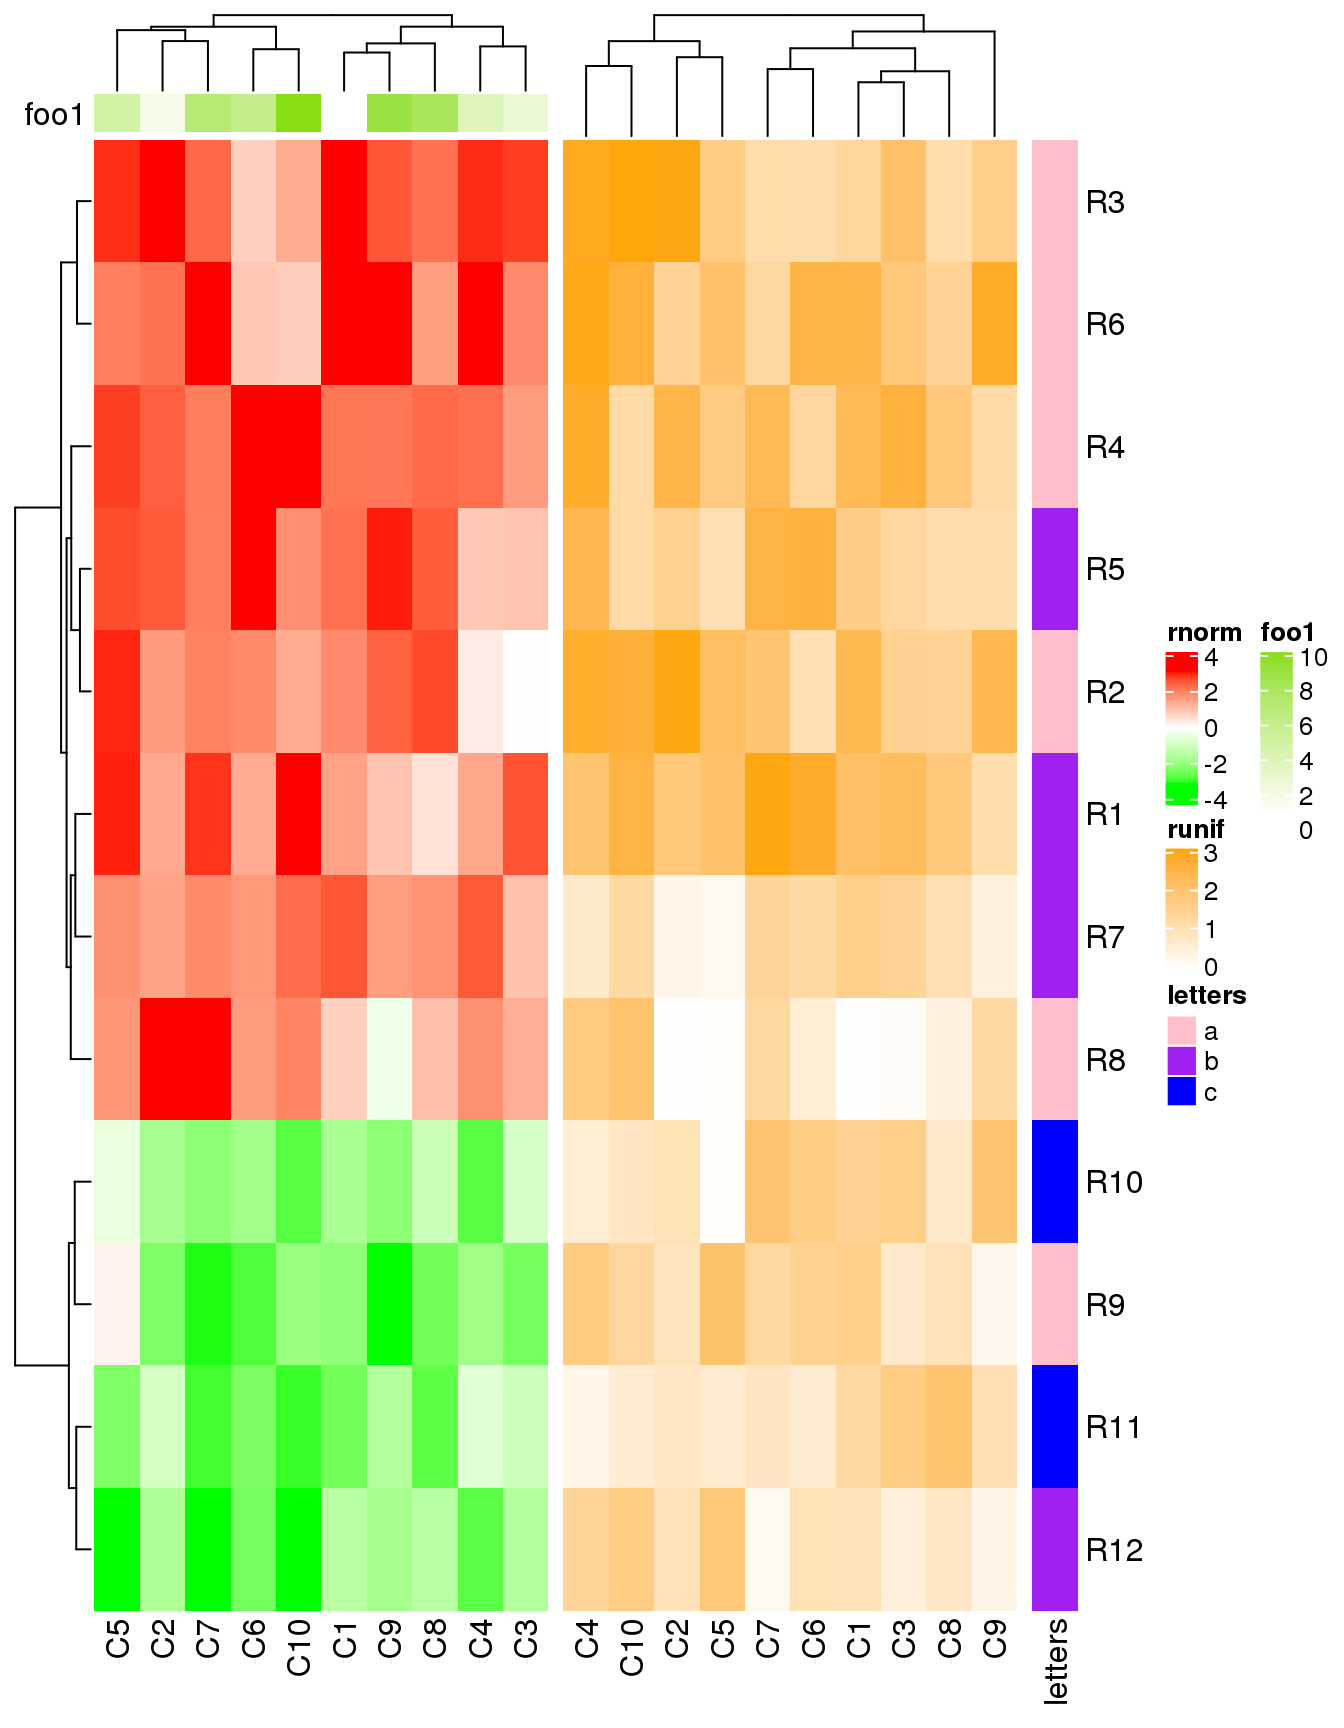 foo1
R3
R6
R4
R5
R2
R1
R7
R8
R10
R9
R11
R12
C5 C2 C7 C6 C10 C1 C9 C8 C4 C3 C4 C10 C2 C5 C7 C6 C1 C3 C8 C9 letters
rnorm
4
2
0
-2
-4
runif
3
2
1
0
letters
a
b
c
foo1
10
8
6
4
2
0